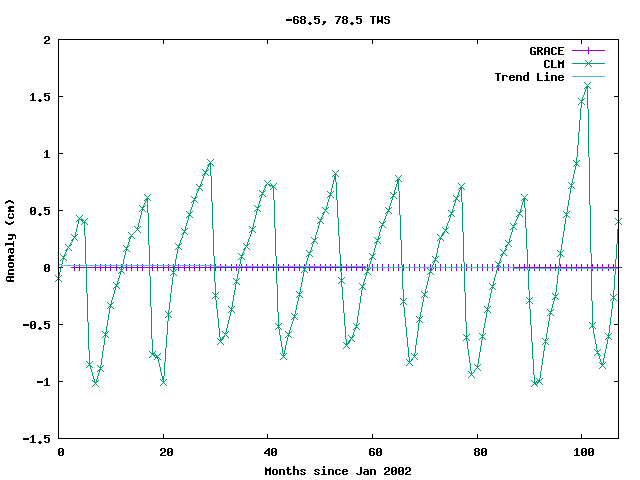 -68.5, 78.5 TWS
GRACE
CLM
Trend Line
2
1.5
1
0.5
0
-0.5
-1
-1.5
Anomaly (cm)
0 20 40 60 80 100
Months since Jan 2002